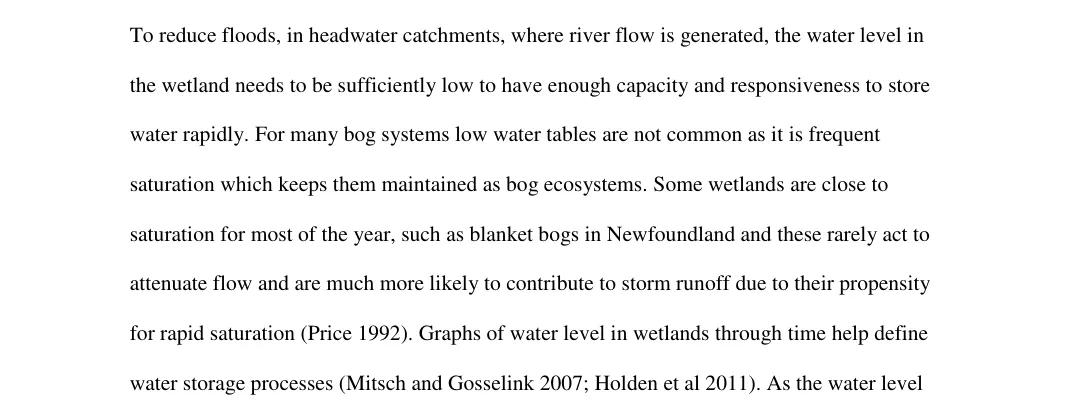 To reduce floods, in headwater catchments, where river flow is generated, the water level in
the wetland needs to be sufficiently low to have enough capacity and responsiveness to store
water rapidly. For many bog systems low water tables are not common as it is frequent
saturation which keeps them maintained as bog ecosystems. Some wetlands are close to
saturation for most of the year, such as blanket bogs in Newfoundland and these rarely act to
attenuate flow and are much more likely to contribute to storm runoff due to their propensity
for rapid saturation (Price 1992). Graphs of water level in wetlands through time help define
water storage processes (Mitsch and Gosselink 2007; Holden et al 2011). As the water level